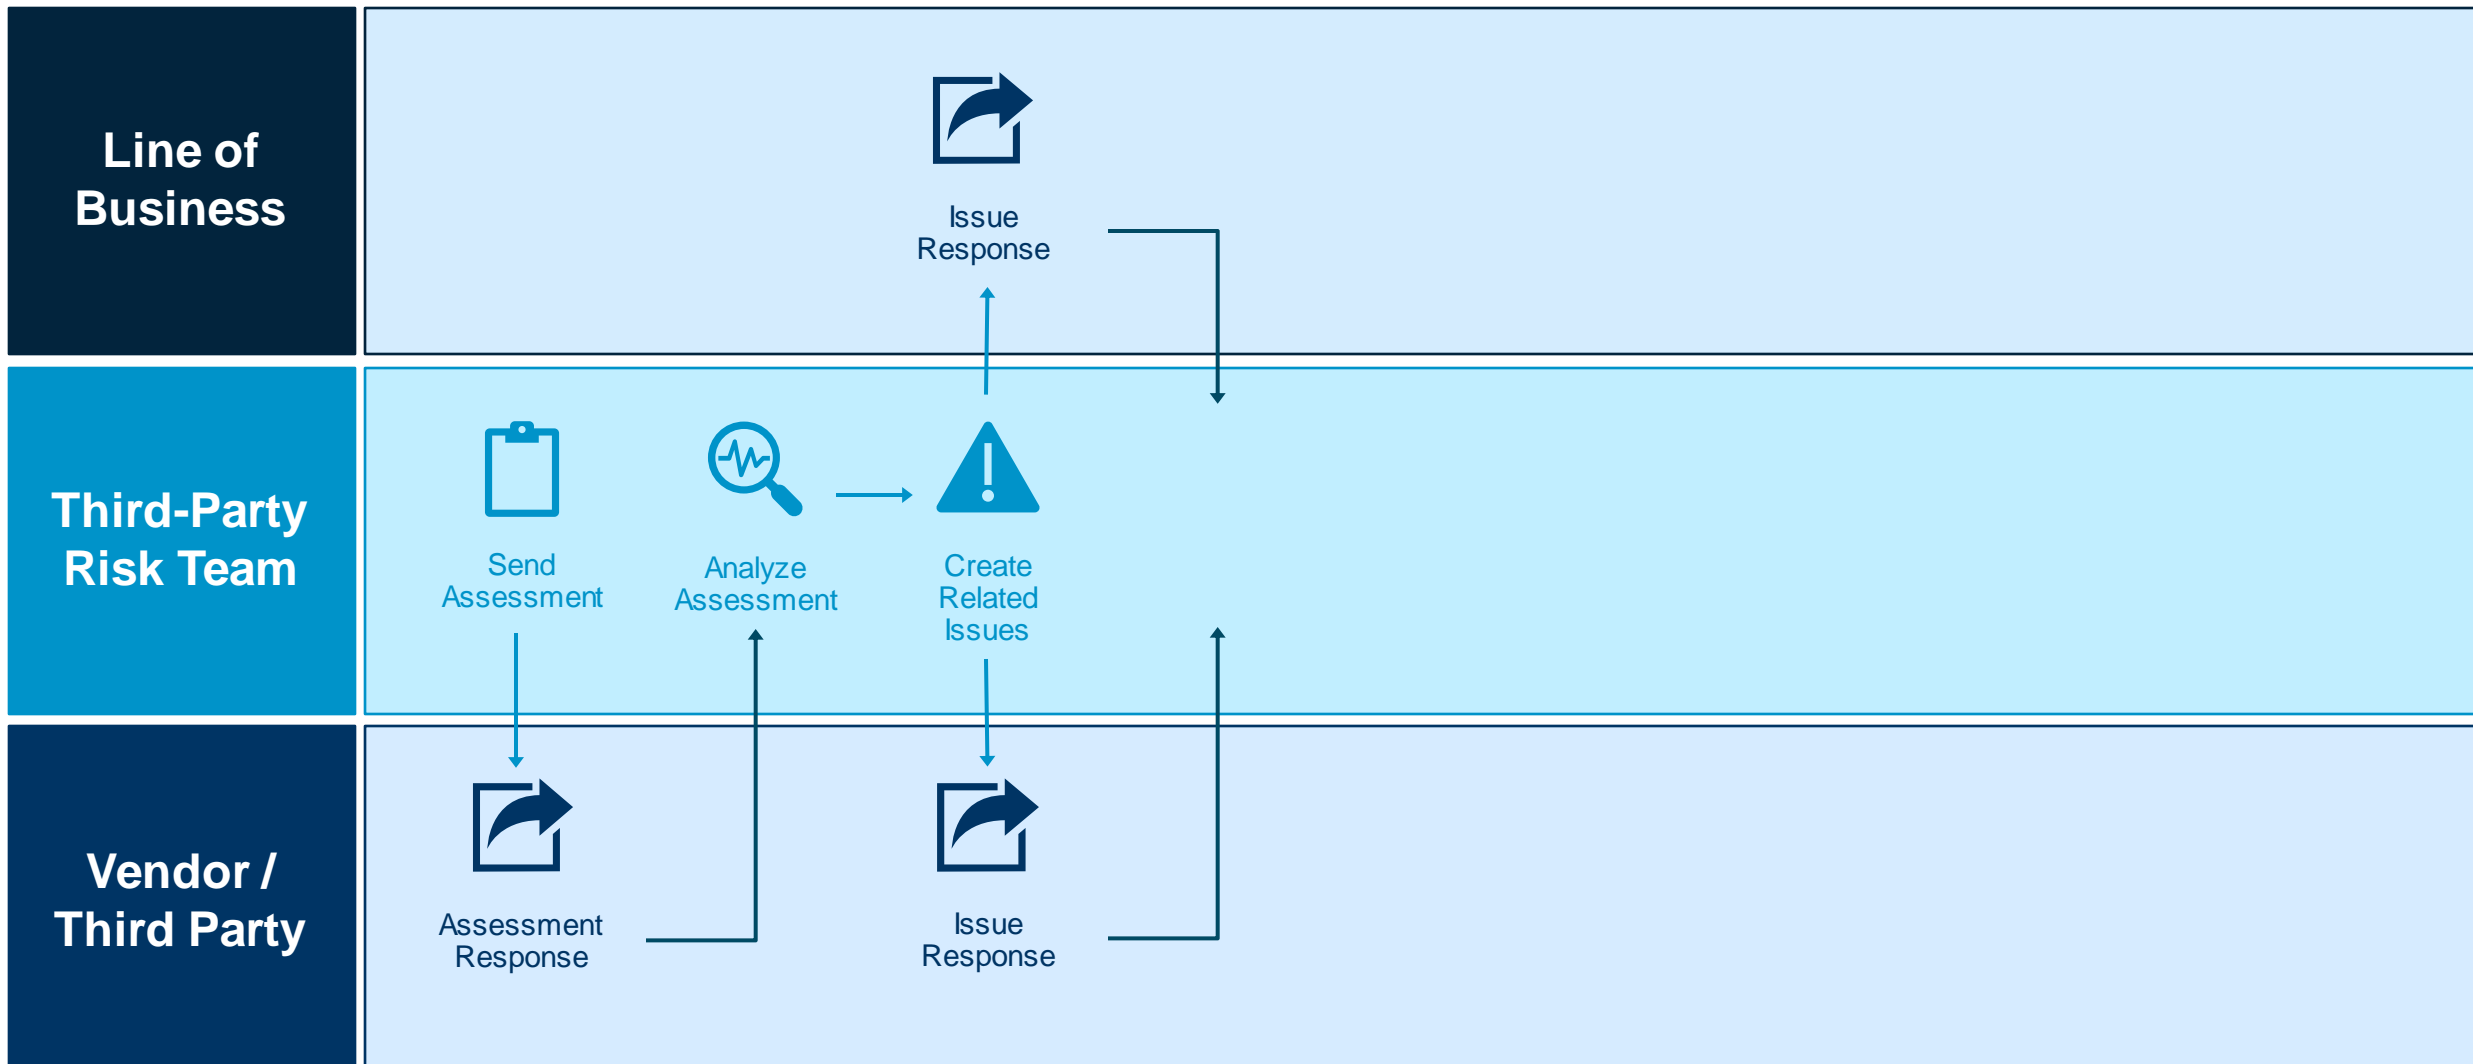 Line of
Business
Issue
Response
Third-Party
Risk Team
Send
Assessment
Analyze
Assessment
Create
Related
Issues
Vendor /
Third Party
Assessment
Response
Issue
Response